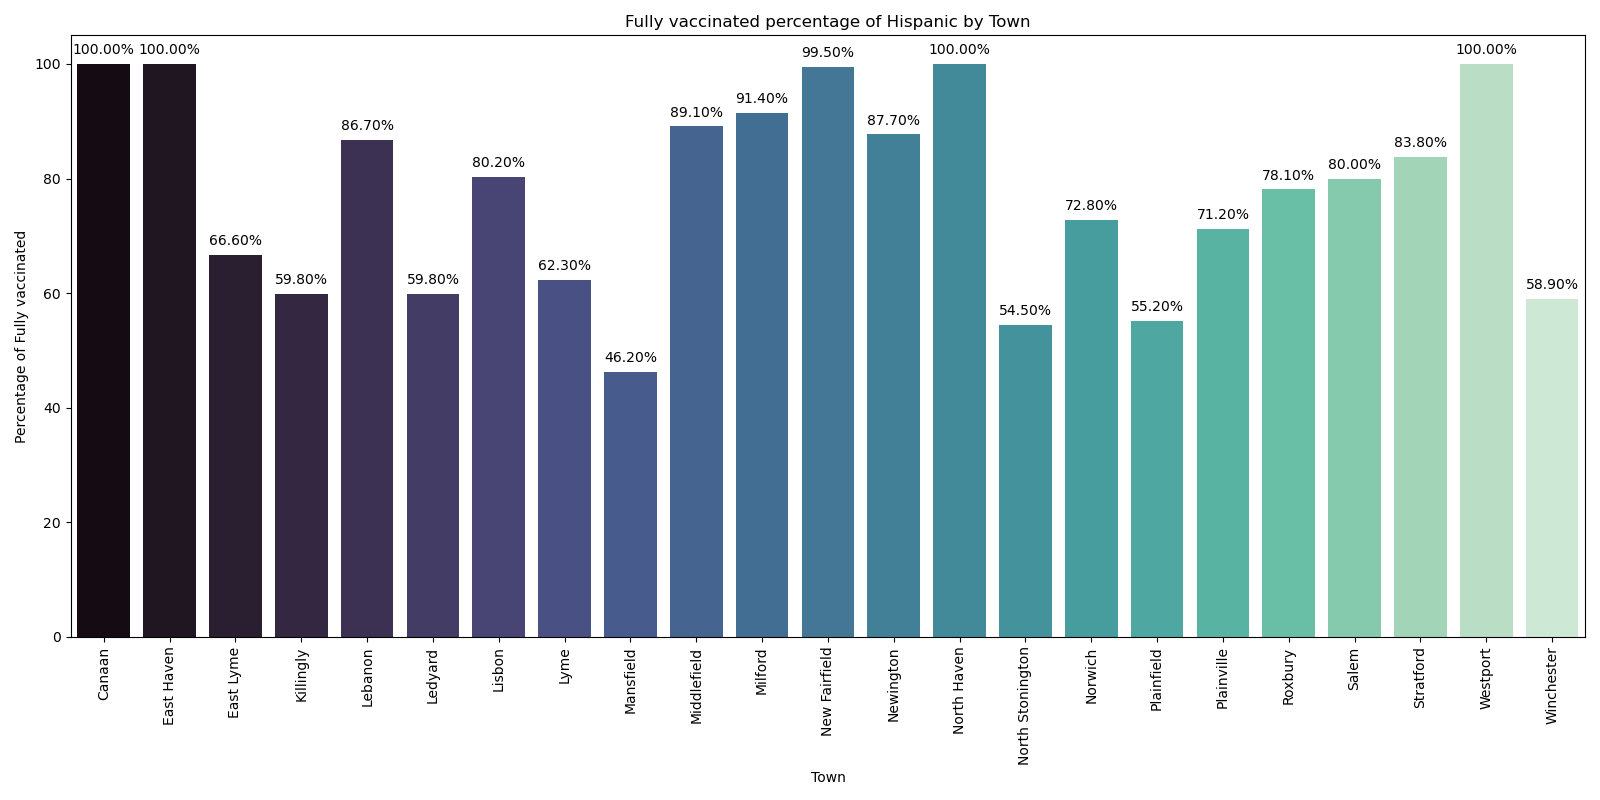 Fully vaccinated percentage of Hispanic by Town
100.00% 100.00% 66.60% 59.80% 86.70% 59.80% 80.20% 62.30% 46.20% 89.10% 91.40% 99.50% 87.70% 100.00% 54.50% 72.80% 55.20% 71.20% 78.10% 80.00% 83.80% 100.00% 58.90%
Percentage of Fully vaccinated
100
80
60
40
20
0
Canaan
East Haven
East Lyme
Killingly
Lebanon
Ledyard
Lisbon
Lyme
Mansfield
Middlefield
Milford
New Fairfield
Newington
North Haven
North Stonington
Norwich
Plainfield
Plainville
Roxbury
Salem
Stratford
Westport
Winchester
Town